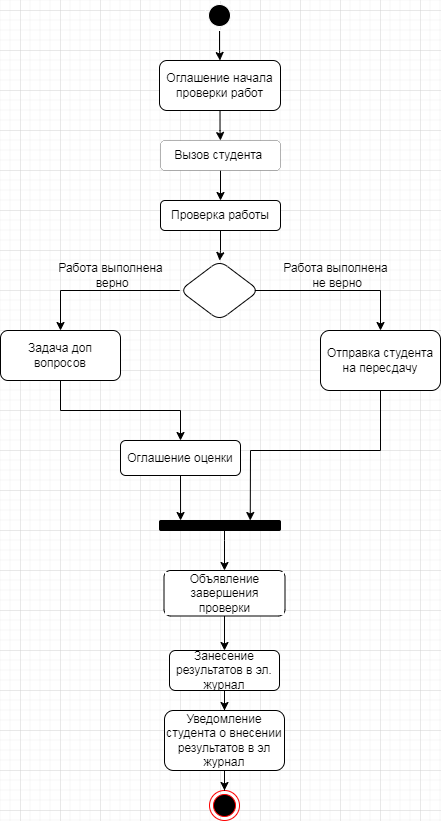 Оглашение начала
проверки работ
Вызов студента
Проверка работы
Работа выполнена
верно
Работа выполнена
не верно
Задача доп
вопросов
Отправка студента
на пересдачу
Оглашение оценки
Объявление
завершения
проверки
Занесение
результатов в эл.
журнал
Уведомление
студента о внесении
результатов в эл
журнал